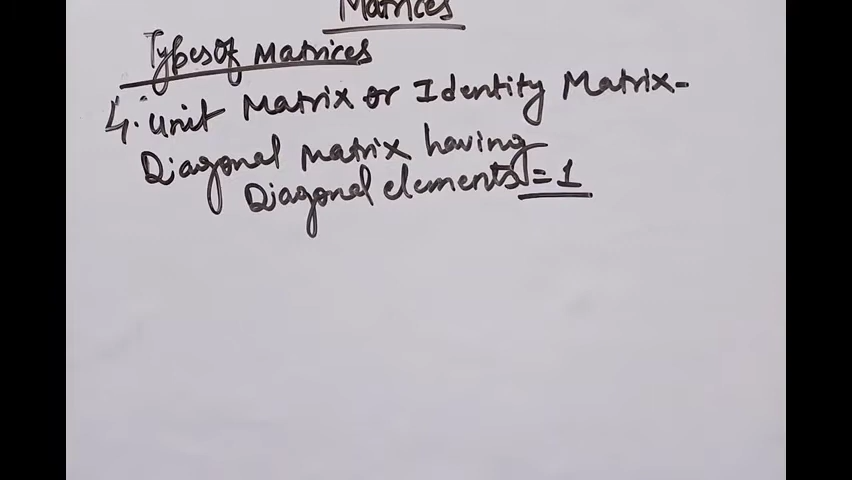 Matrices
Types of Matrices
4. Unit Matrix or Identity Matrix-
Diagonal Matrix having
Diagonal elements = 1